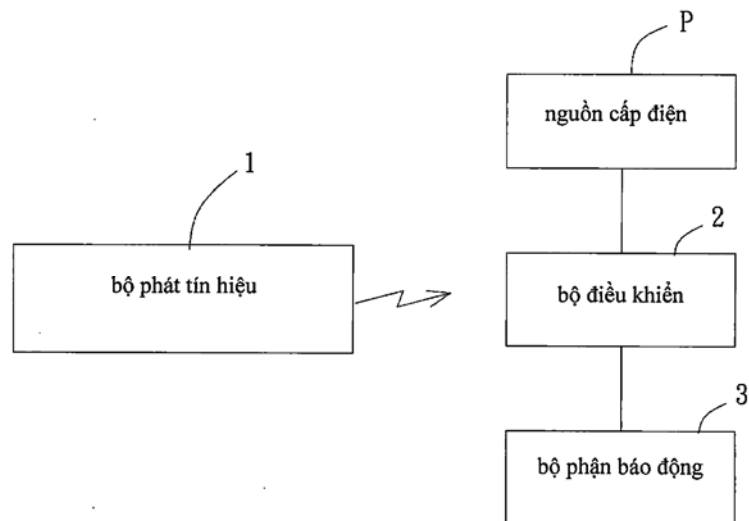 P
nguồn cấp điện
1
2
bộ phát tín hiệu
bộ điều khiển
3
bộ phận báo động